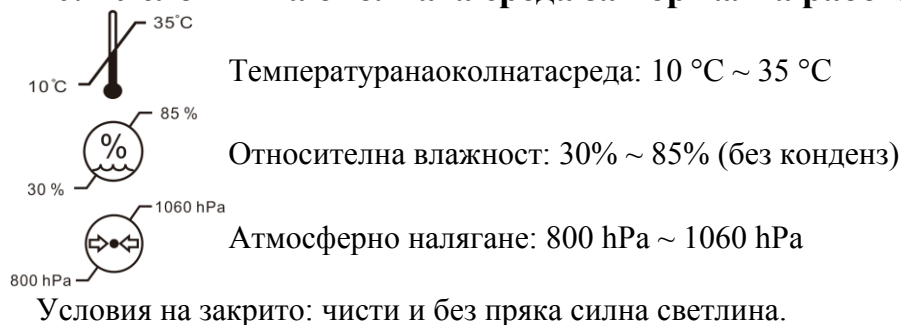 35°C
10°C
Температуранаоколнатасреда: 10 °C ~ 35 °C
85 %
%
30 %
Относителна влажност: 30% ~ 85% (без конденз)
1060 hPa
800 hPa
Атмосферно налягане: 800 hPa ~ 1060 hPa
Условия на закрито: чисти и без пряка силна светлина.